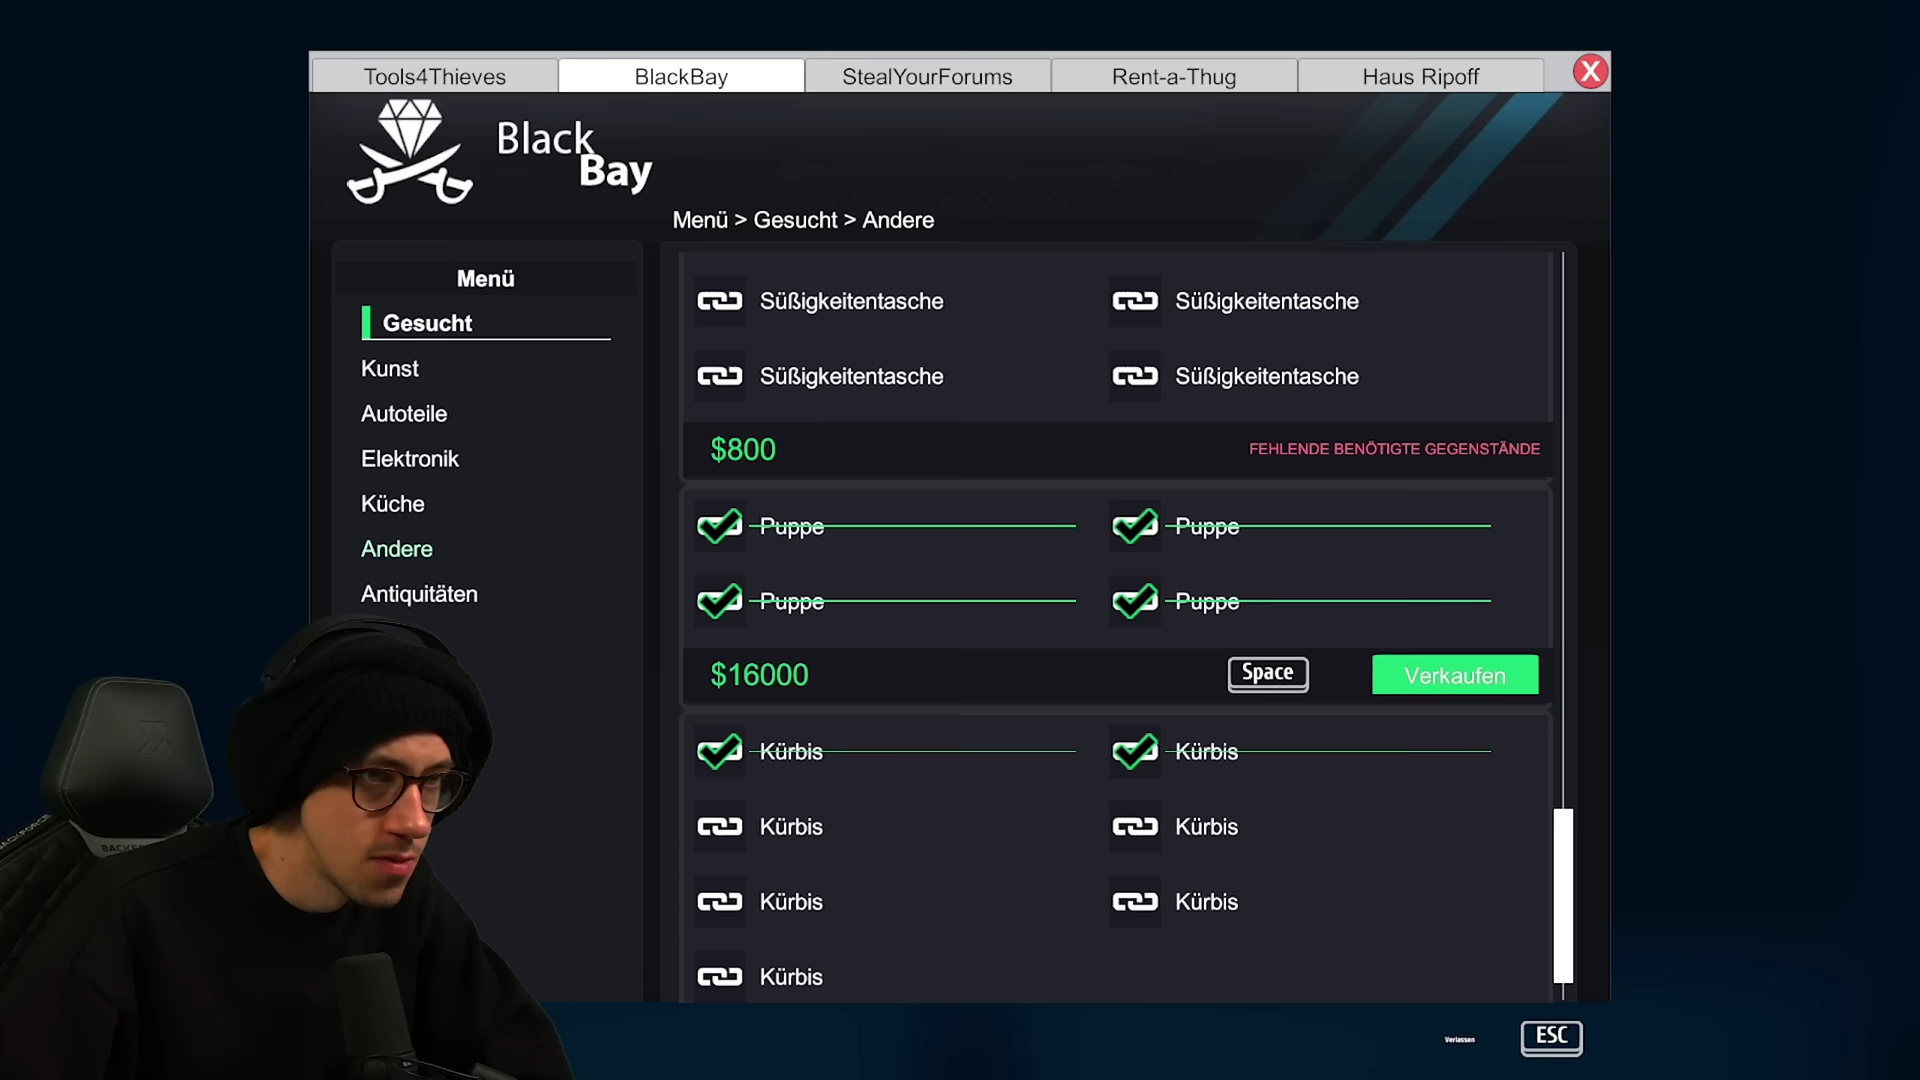 Tools4Thieves
BlackBay
StealYourForums
Rent-a-Thug
Haus Ripoff
X
Black
Bay
Menü > Gesucht > Andere
Menü
Gesucht
Kunst
Autoteile
Elektronik
Küche
Andere
Antiquitäten
Süßigkeitentasche
Süßigkeitentasche
Süßigkeitentasche
Süßigkeitentasche
$800
FEHLENDE BENÖTIGTE GEGENSTÄNDE
Puppe
Puppe
Puppe
Puppe
$16000
Space
Verkaufen
Kürbis
Kürbis
Kürbis
Kürbis
Kürbis
Kürbis
Kürbis
Verlassen
ESC